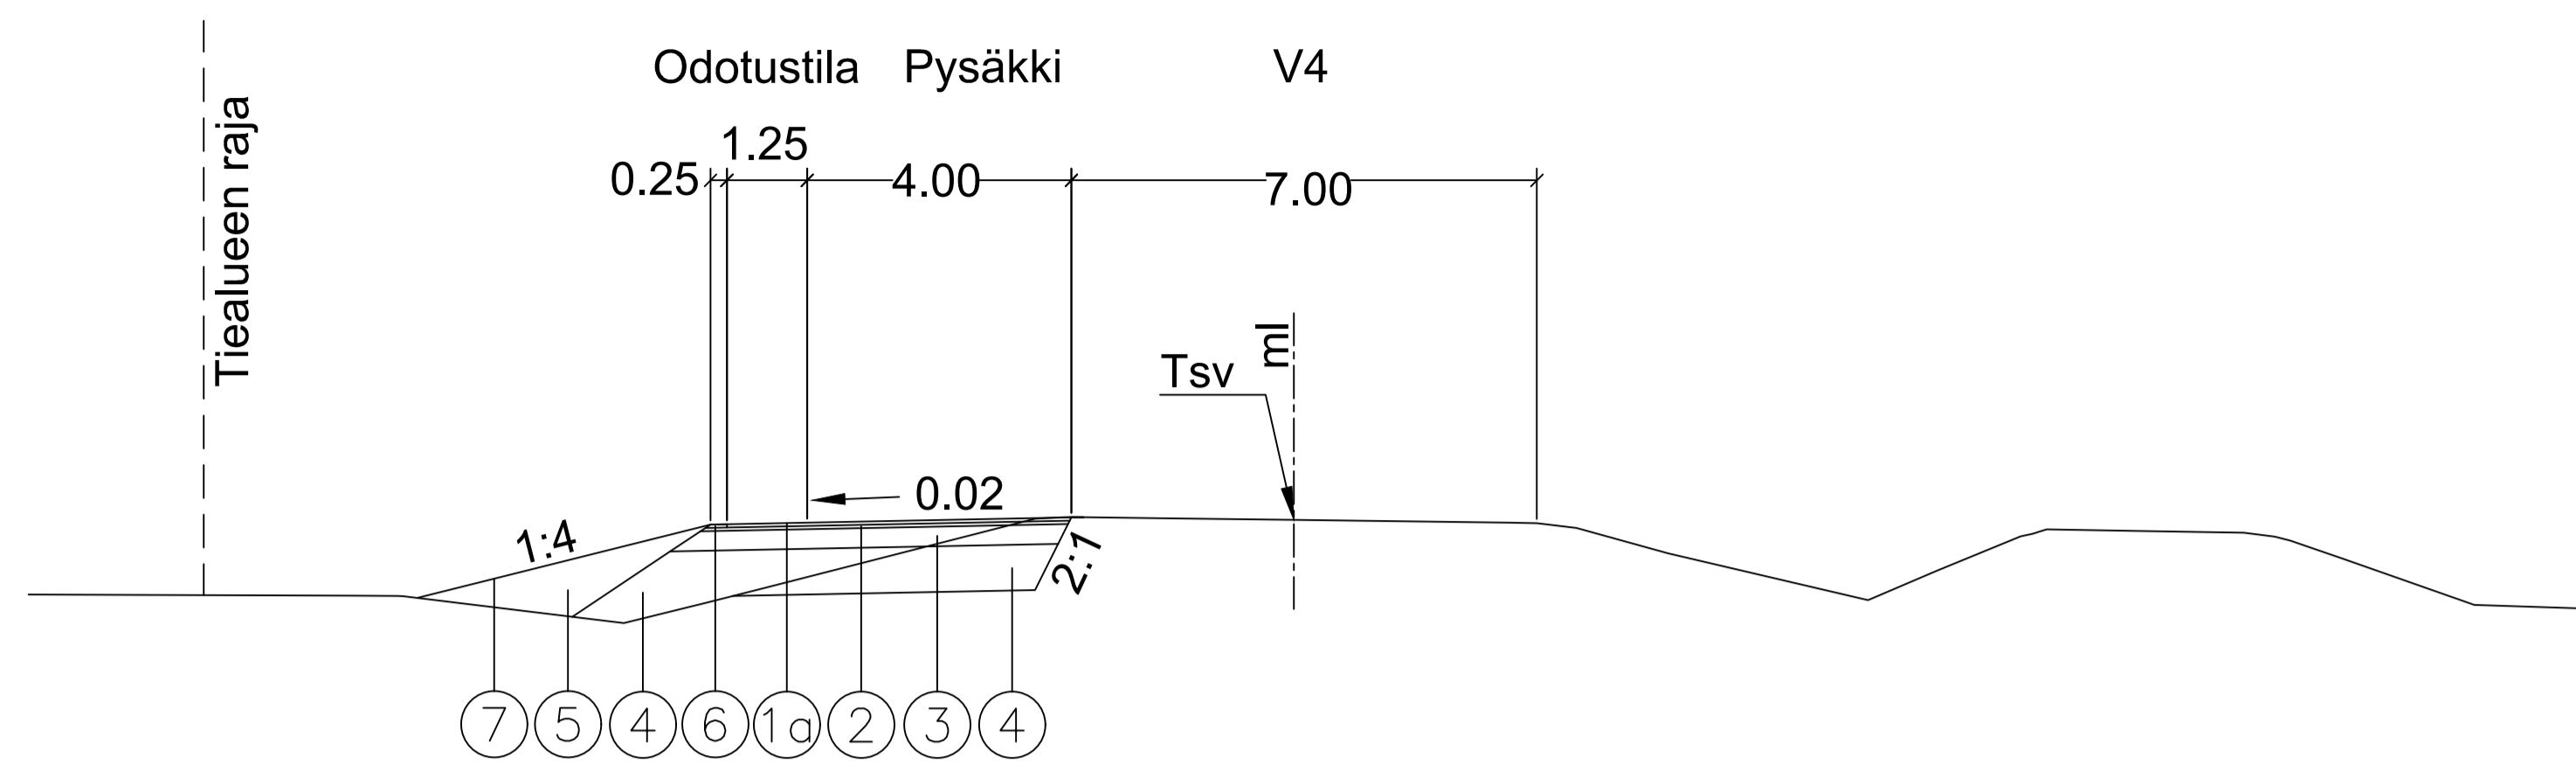 Odotustila Pysäkki V4
1.25
0.25 4.00 7.00
Tiealueen raja
ml
Tsv
0.02
1:4
2:1
7 5 4 6 1a 2 3 4